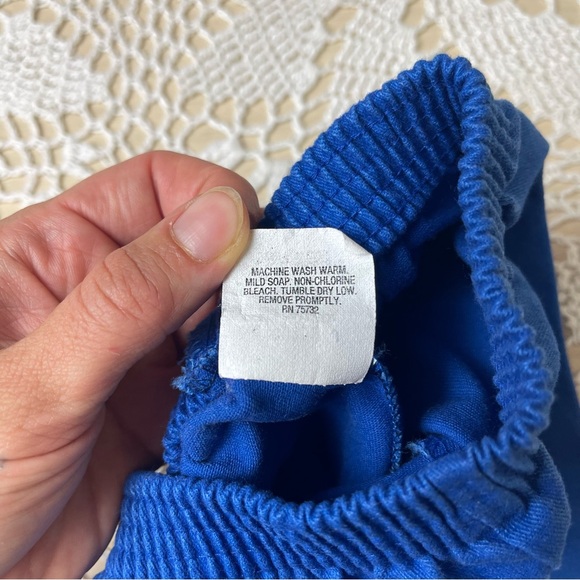 MACHINE WASH WARM.
MILD SOAP. NON-CHLORINE
BLEACH. TUMBLE DRY LOW.
REMOVE PROMPTLY.
RN 75732